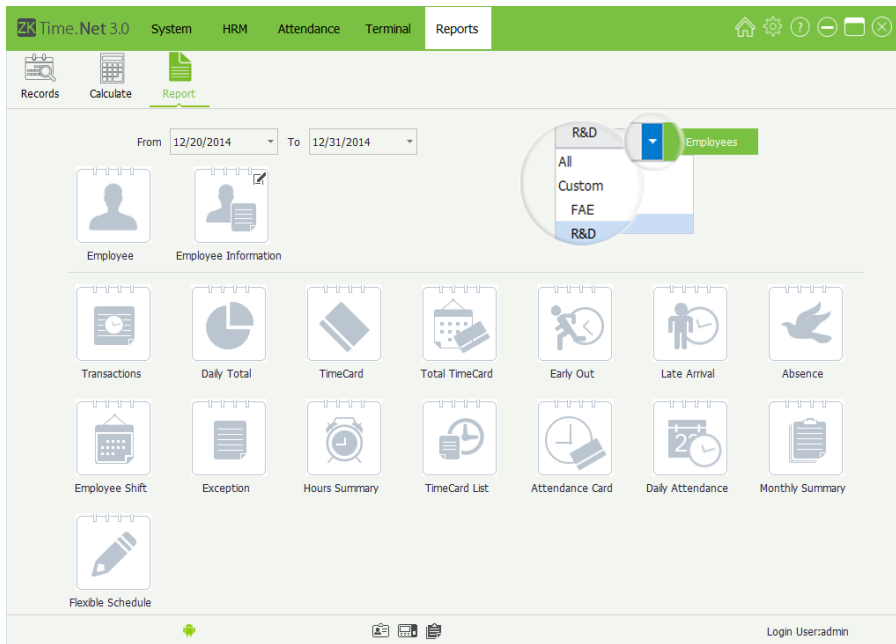 ZK Time.Net 3.0 System HRM Attendance Terminal Reports
Records Calculate Report
From 12/20/2014 To 12/31/2014 R&D Employees
All
Custom
FAE
R&D
Employee Employee Information
Transactions Daily Total TimeCard Total TimeCard Early Out Late Arrival Absence
22
Employee Shift Exception Hours Summary TimeCard List Attendance Card Daily Attendance Monthly Summary
Flexible Schedule
Login User:admin